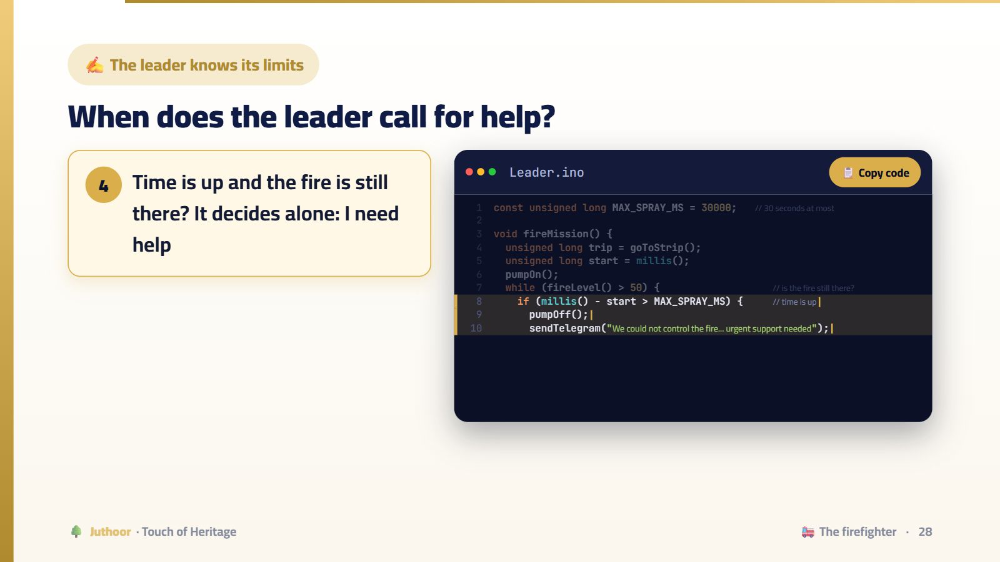 ✍️ The leader knows its limits
When does the leader call for help?
4
Time is up and the fire is still
there? It decides alone: I need
help
Leader.ino
📋 Copy code
1 const unsigned long MAX_SPRAY_MS = 30000; // 30 seconds at most
2
3 void fireMission() {
4 unsigned long trip = goToStrip();
5 unsigned long start = millis();
6 pumpOn();
7 while (fireLevel() > 50) { // is the fire still there?
8 if (millis() - start > MAX_SPRAY_MS) { // time is up
9 pumpOff();
10 sendTelegram("We could not control the fire... urgent support needed");
🌳 Juthoor · Touch of Heritage
🚒 The firefighter · 28